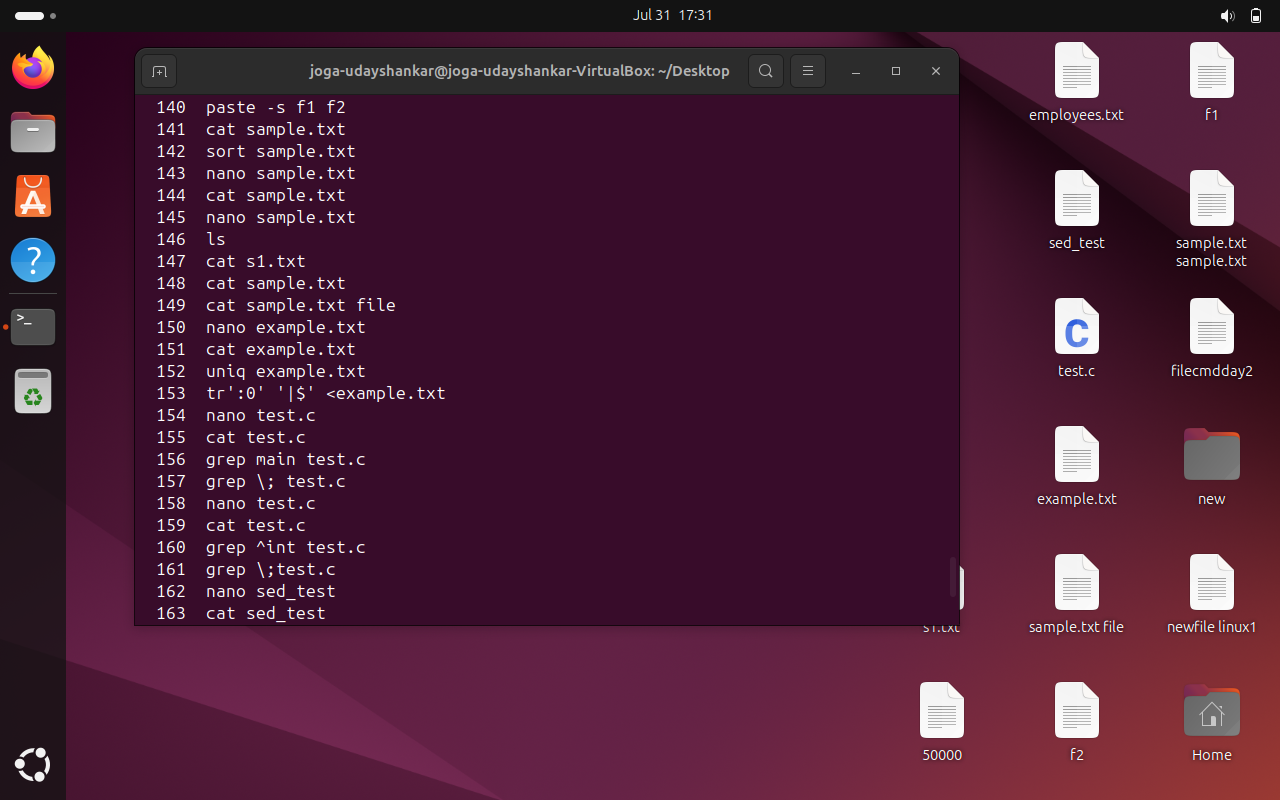 Jul 31 17:31
joga-udayshankar@joga-udayshankar-VirtualBox: ~/Desktop
140 paste -s f1 f2
141 cat sample.txt
142 sort sample.txt
143 nano sample.txt
144 cat sample.txt
145 nano sample.txt
146 ls
147 cat s1.txt
148 cat sample.txt
149 cat sample.txt file
150 nano example.txt
151 cat example.txt
152 uniq example.txt
153 tr':0' '|$' <example.txt
154 nano test.c
155 cat test.c
156 grep main test.c
157 grep \; test.c
158 nano test.c
159 cat test.c
160 grep ^int test.c
161 grep \;test.c
162 nano sed_test
163 cat sed_test
employees.txt
f1
sed_test
sample.txt
sample.txt
C
test.c
filecmdday2
example.txt
new
s1.txt
sample.txt file
newfile linux1
50000
f2
Home
A
?
>_